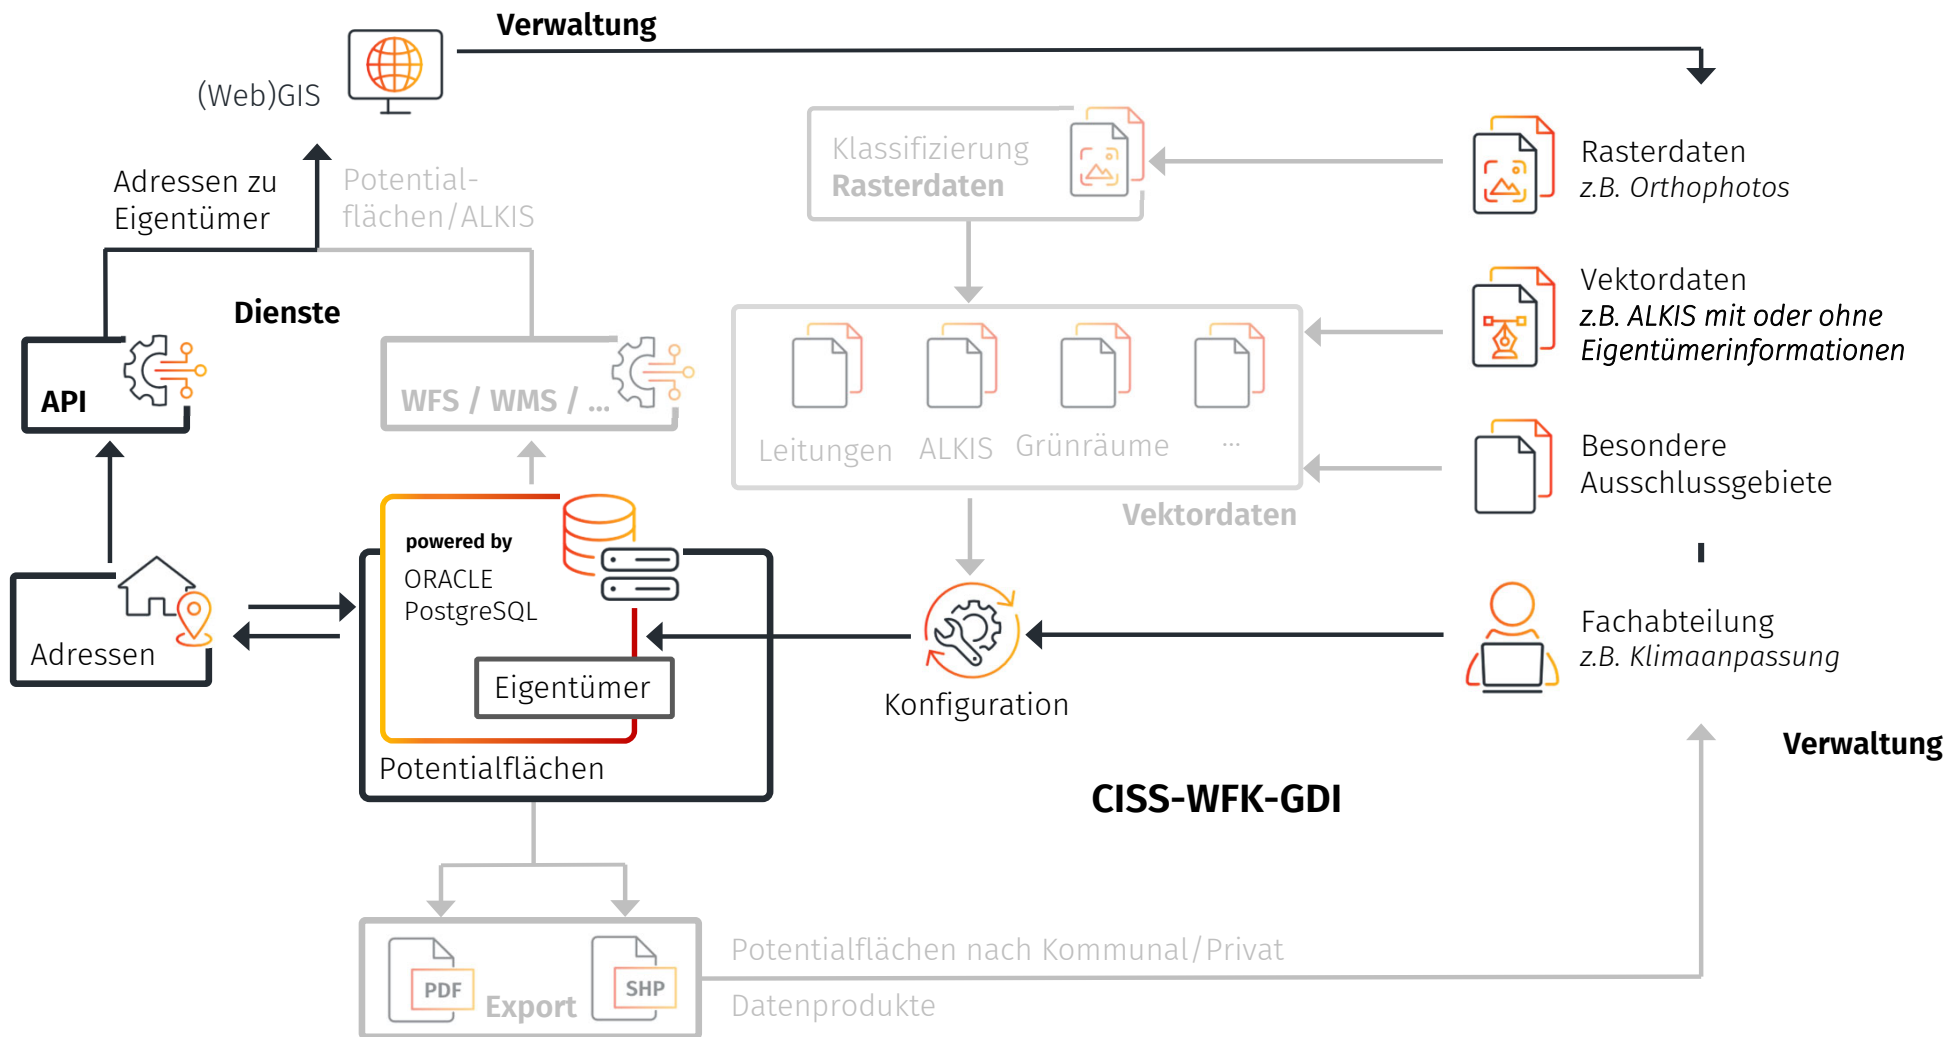 Verwaltung
(Web)GIS
Adressen zu
Eigentümer
Potential-
flächen/ALKIS
Klassifizierung
Rasterdaten
Rasterdaten
z.B. Orthophotos
Dienste
API
WFS / WMS / ...
Leitungen
ALKIS
Grünräume
...
Vektordaten
Vektordaten
z.B. ALKIS mit oder ohne
Eigentümerinformationen
Besondere
Ausschlussgebiete
powered by
ORACLE
PostgreSQL
Eigentümer
Potentialflächen
Adressen
Konfiguration
Fachabteilung
z.B. Klimaanpassung
Verwaltung
CISS-WFK-GDI
PDF
Export
SHP
Potentialflächen nach Kommunal/Privat
Datenprodukte